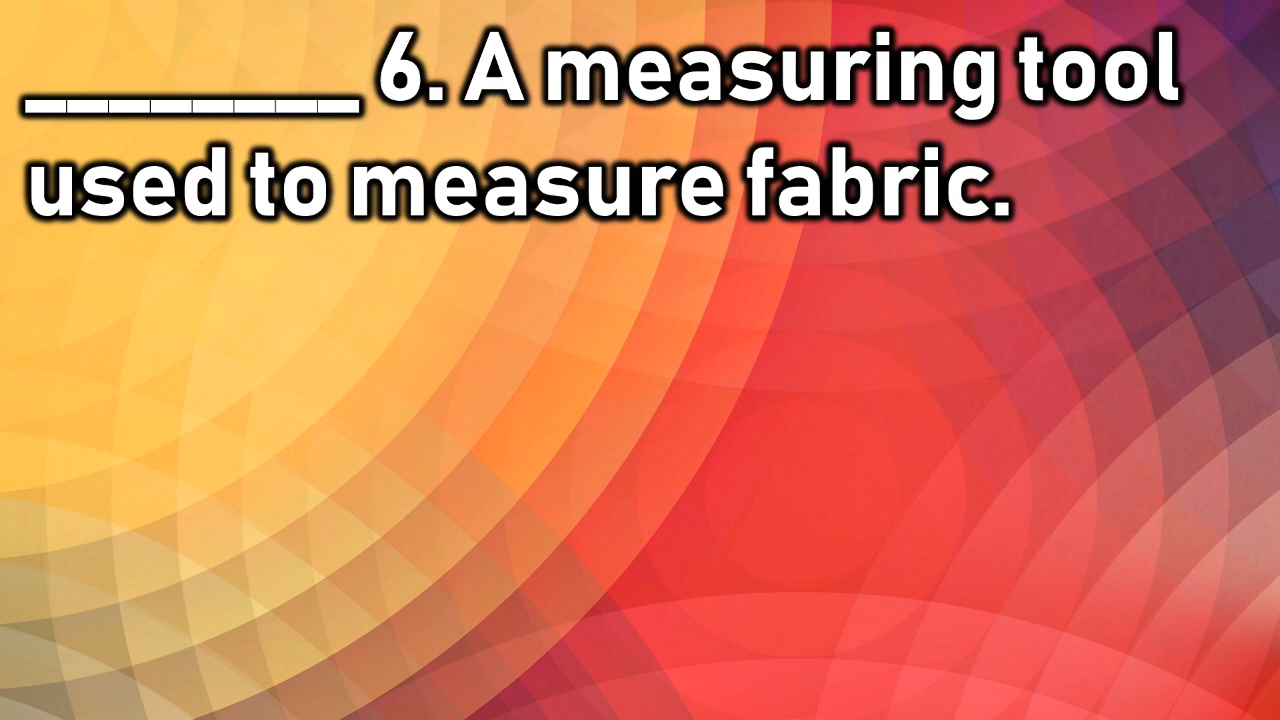 ________ 6. A measuring tool
used to measure fabric.